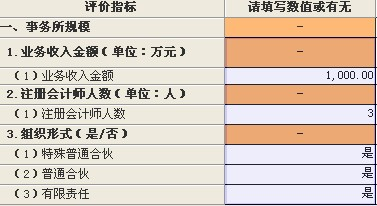 评价指标 请填写数值或有无
一、事务所规模 -
1.业务收入金额(单位:万元) -
(1)业务收入金额 1,000.00
2.注册会计师人数(单位:人) -
(1)注册会计师人数 3
3.组织形式(是/否) -
(1)特殊普通合伙 是
(2)普通合伙 是
(3)有限责任 是